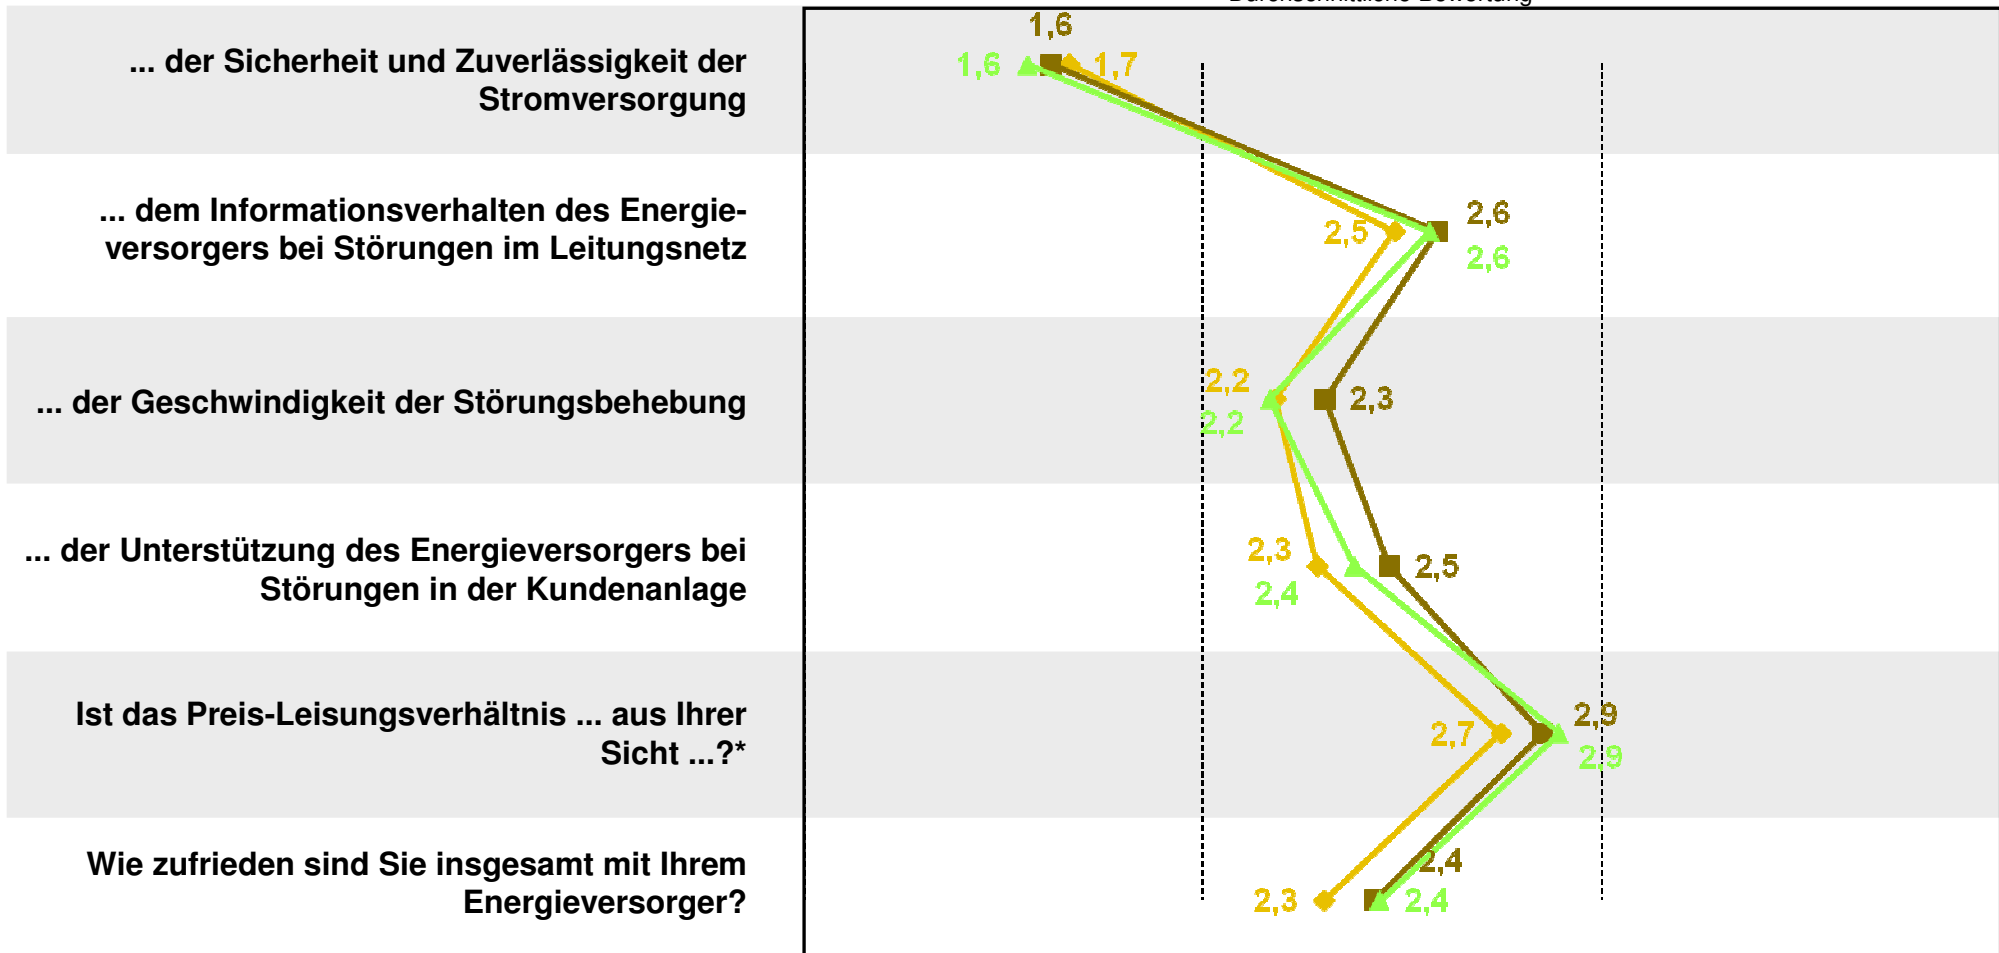 Durchschnittliche Bewertung
1,6
... der Sicherheit und Zuverlässigkeit der
Stromversorgung
1,6 1,7
... dem Informationsverhalten des Energie-
versorgers bei Störungen im Leitungsnetz
2,5 2,6
2,6
... der Geschwindigkeit der Störungsbehebung
2,2 2,3
2,2
... der Unterstützung des Energieversorgers bei
Störungen in der Kundenanlage
2,3 2,5
2,4
Ist das Preis-Leisungsverhältnis ... aus Ihrer
Sicht ...?*
2,7 2,9
2,9
Wie zufrieden sind Sie insgesamt mit Ihrem
Energieversorger?
2,4
2,3 2,4